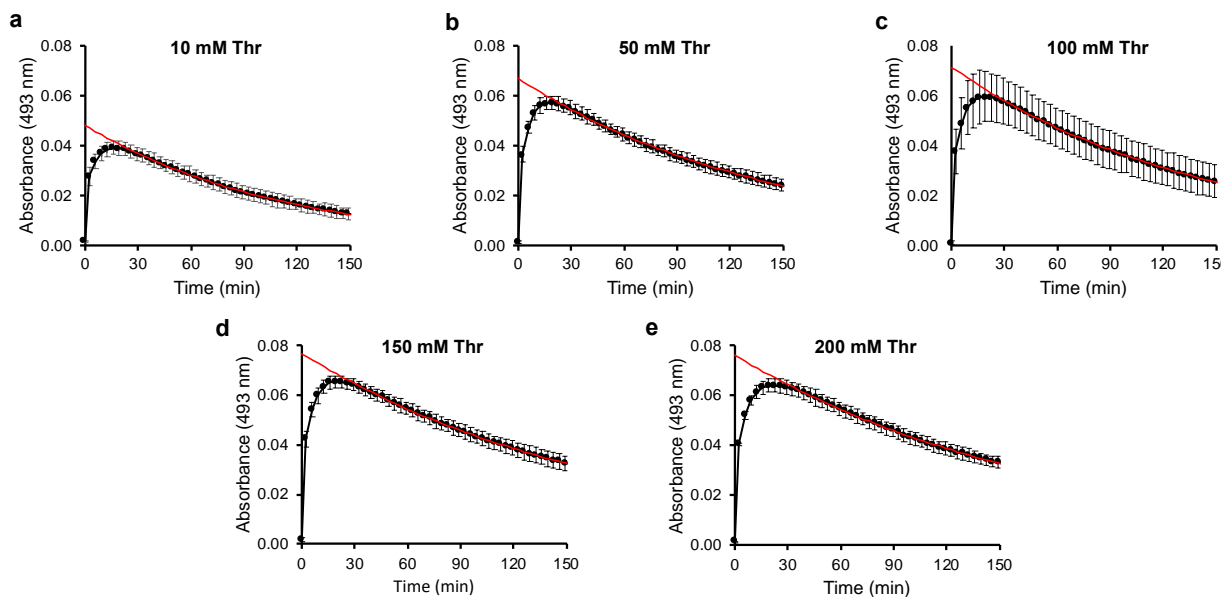 a
10 mM Thr
0.08
0.06
0.04
0.02
0.00
Absorbance (493 nm)
0 30 60 90 120 150
Time (min)
b
50 mM Thr
0.08
0.06
0.04
0.02
0.00
Absorbance (493 nm)
0 30 60 90 120 150
Time (min)
c
100 mM Thr
0.08
0.06
0.04
0.02
0.00
Absorbance (493 nm)
0 30 60 90 120 150
Time (min)
d
150 mM Thr
0.08
0.06
0.04
0.02
0.00
Absorbance (493 nm)
0 30 60 90 120 150
Time (min)
e
200 mM Thr
0.08
0.06
0.04
0.02
0.00
Absorbance (493 nm)
0 30 60 90 120 150
Time (min)